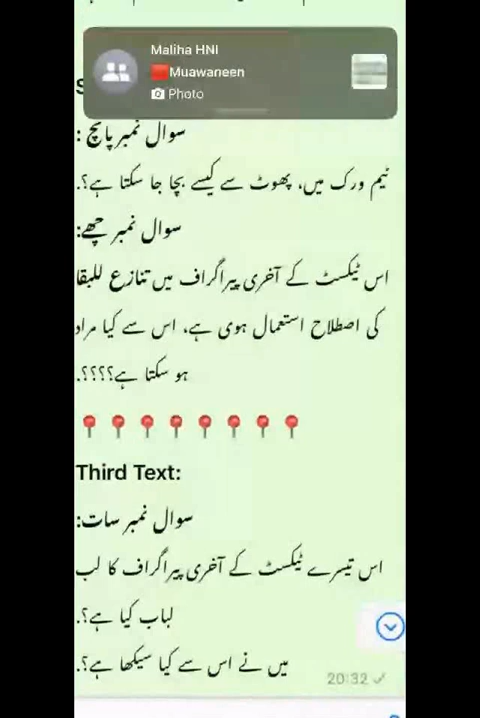 Maliha HNI
🟥Muawaneen
📷 Photo
سوال نمبر پانچ :
ٹیم ورک میں، پھوٹ سے کیسے بچا جا سکتا ہے؟.
سوال نمبر چھے:
اس ٹیکسٹ کے آخری پیراگراف میں تنازع للبقا
کی اصطلاح استعمال ہوی ہے، اس سے کیا مراد
ہو سکتا ہے؟؟؟؟.
📍📍📍📍📍📍📍📍
Third Text:
سوال نمبر سات:
اس تیسرے ٹیکسٹ کے آخری پیراگراف کا لب
لباب کیا ہے؟.
میں نے اس سے کیا سیکھا ہے؟.
20:32 ✓